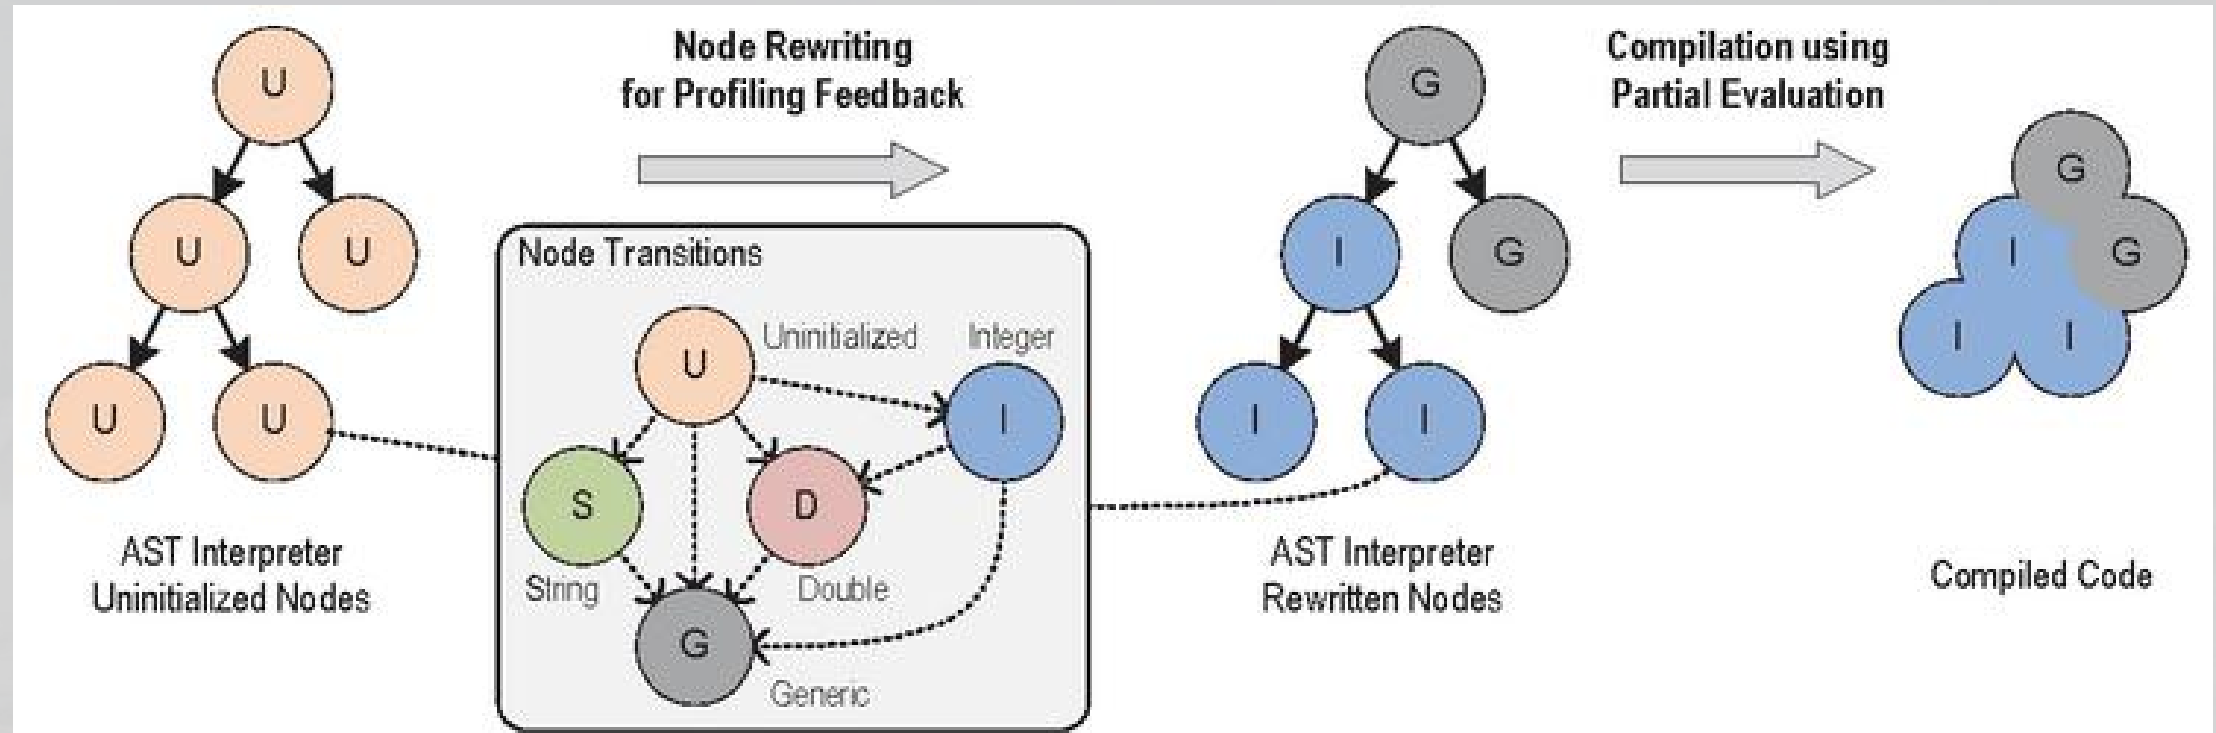 U
U
U
U
U
AST Interpreter
Uninitialized Nodes
Node Rewriting
for Profiling Feedback
Node Transitions
U
Uninitialized
Integer
I
S
D
String
Double
G
Generic
G
I
G
I
I
AST Interpreter
Rewritten Nodes
Compilation using
Partial Evaluation
G
I
G
I
I
Compiled Code